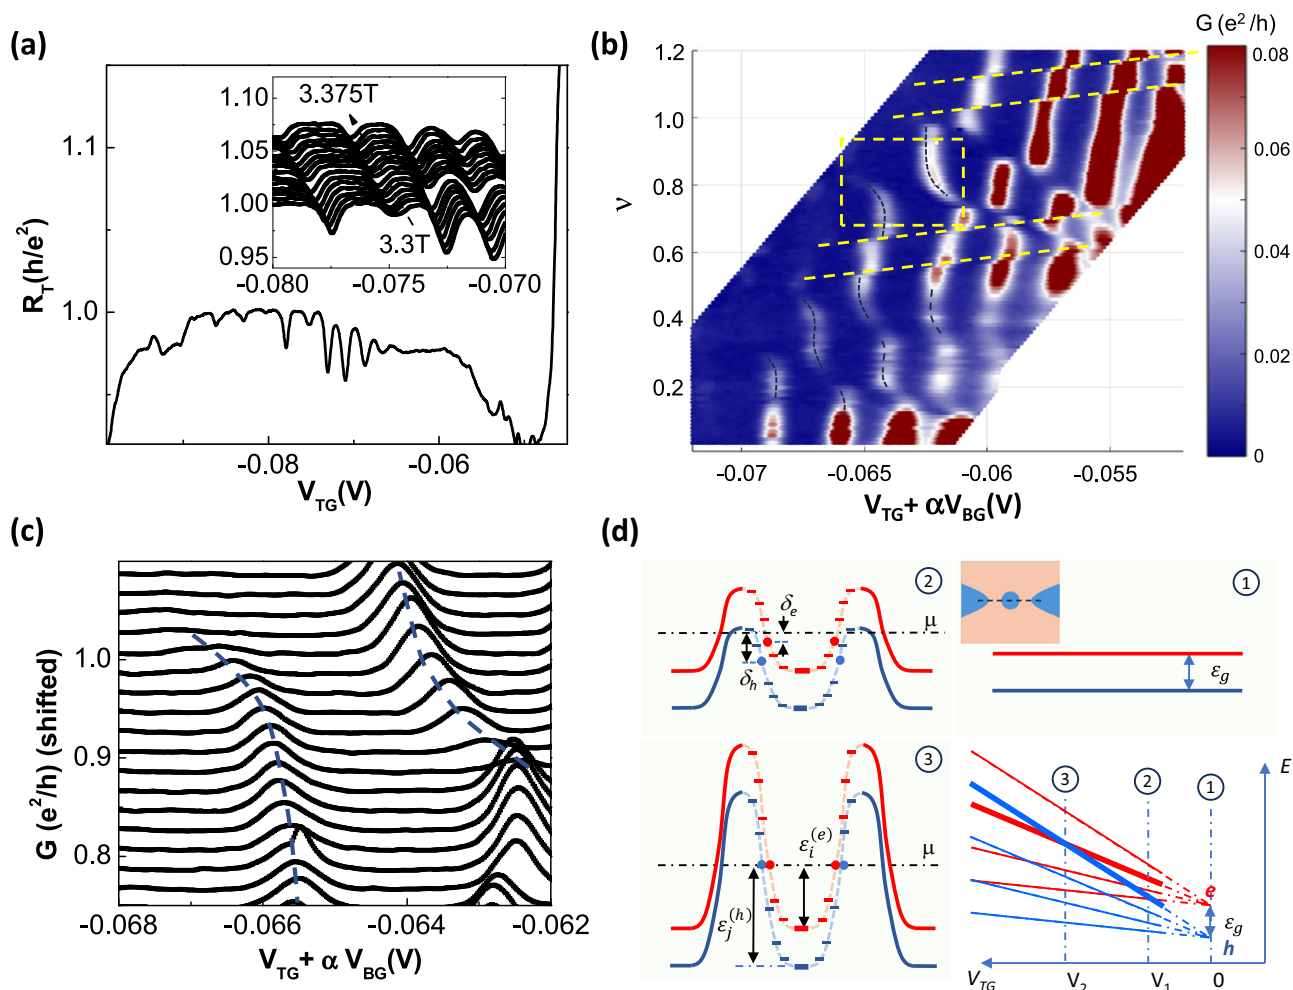 (a)
1.1
1.0
R_T(h/e²)
-0.08
-0.06
V_TG(V)
1.10
1.05
1.00
0.95
3.375T
3.3T
-0.080
-0.075
-0.070
(b)
G (e²/h)
1.2
1.0
0.8
0.6
0.4
0.2
ν
-0.07
-0.065
-0.06
-0.055
V_TG + αV_BG(V)
0.08
0.06
0.04
0.02
0
(c)
G (e²/h) (shifted)
1.0
0.9
0.8
-0.068
-0.066
-0.064
-0.062
V_TG + α V_BG(V)
(d)
2
δ_e
δ_h
μ
1
ε_g
3
ε_i^(e)
ε_j^(h)
μ
3
2
1
E
e
ε_g
h
V_TG
V_2
V_1
0